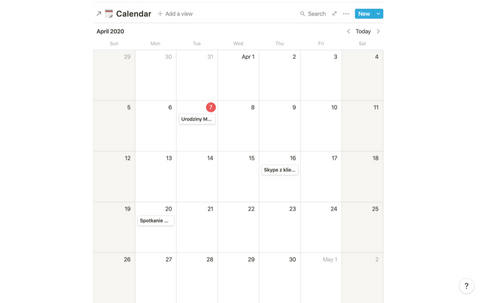 Calendar + Add a view Search New
April 2020 Today
Sun Mon Tue Wed Thu Fri Sat
29 30 31 Apr 1 2 3 4
5 6 7 8 9 10 11
Urodziny M...
12 13 14 15 16 17 18
Skype z klie...
19 20 21 22 23 24 25
Spotkanie ...
26 27 28 29 30 May 1 2
?